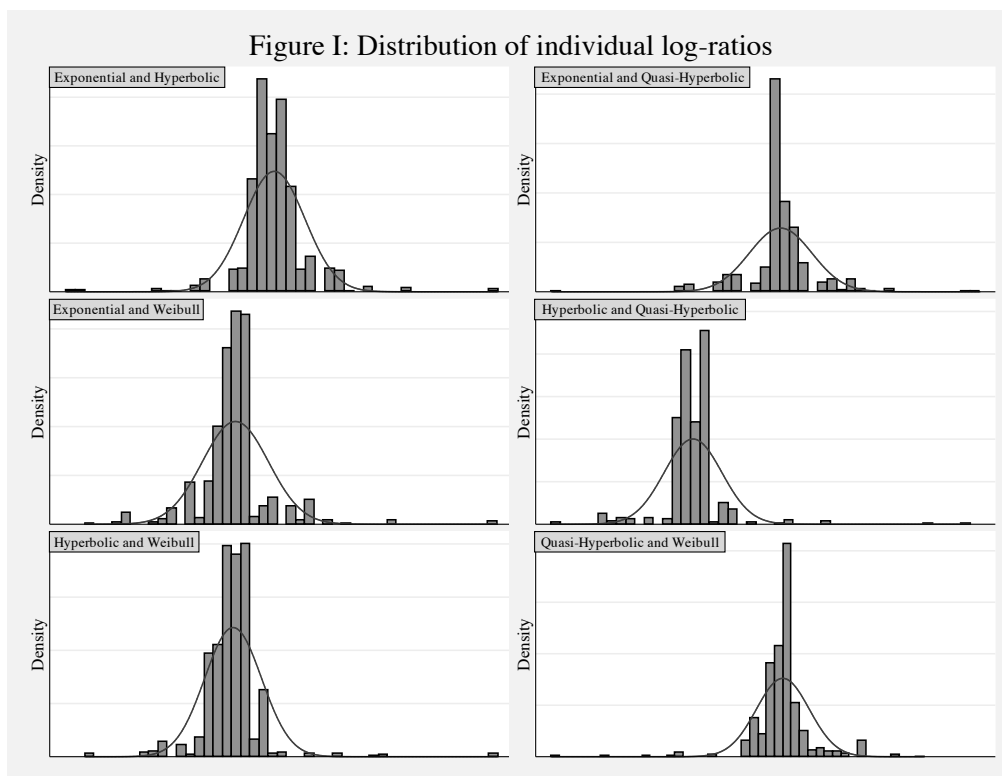 Figure I: Distribution of individual log-ratios
Exponential and Hyperbolic
Exponential and Quasi-Hyperbolic
Density
Density
Exponential and Weibull
Hyperbolic and Quasi-Hyperbolic
Density
Density
Hyperbolic and Weibull
Quasi-Hyperbolic and Weibull
Density
Density